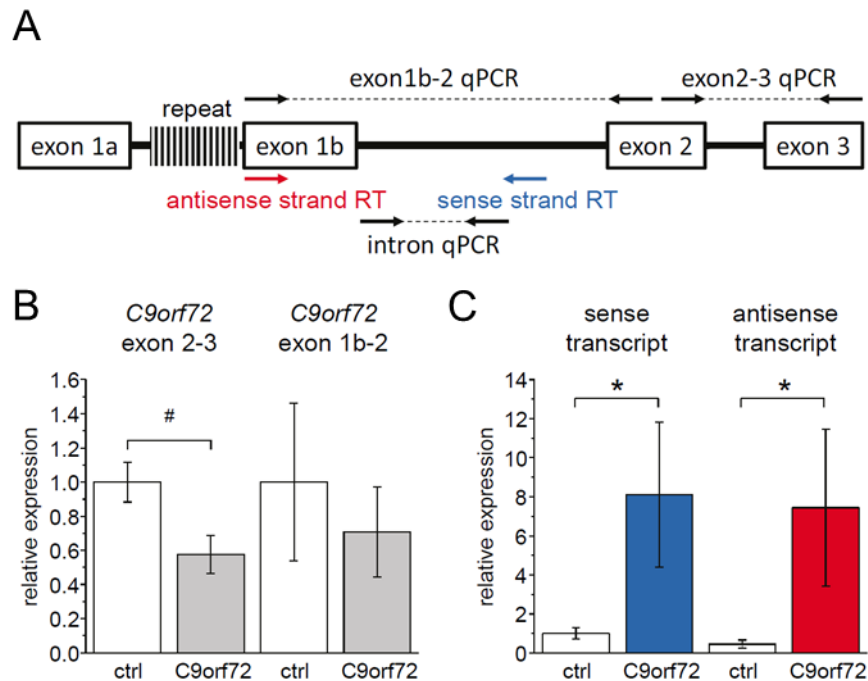 A
exon1b-2 qPCR
exon2-3 qPCR
repeat
exon 1a
exon 1b
exon 2
exon 3
antisense strand RT
sense strand RT
intron qPCR
B
C9orf72
exon 2-3
C9orf72
exon 1b-2
relative expression
1.6
1.4
1.2
1.0
0.8
0.6
0.4
0.2
0.0
#
ctrl
C9orf72
ctrl
C9orf72
C
sense
transcript
antisense
transcript
relative expression
14
12
10
8
6
4
2
0
*
*
ctrl
C9orf72
ctrl
C9orf72